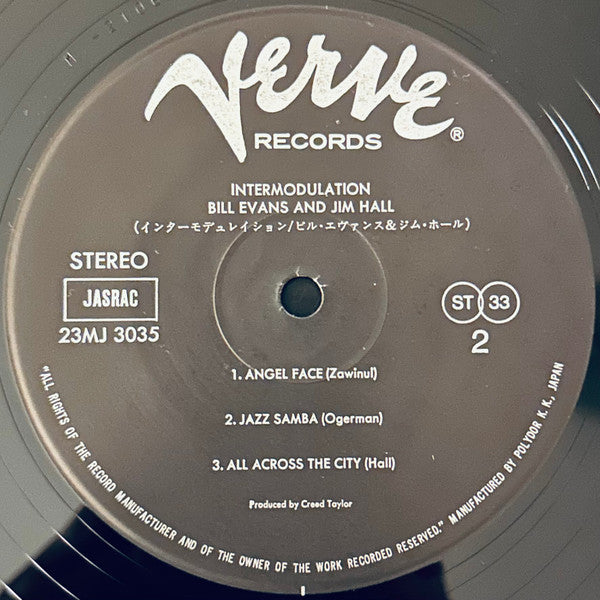 Verve
RECORDS ®
INTERMODULATION
BILL EVANS AND JIM HALL
(インターモデュレイション/ビル・エヴァンス&ジム・ホール)
STEREO
JASRAC
23MJ 3035
ST 33
2
1. ANGEL FACE (Zawinul)
2. JAZZ SAMBA (Ogerman)
3. ALL ACROSS THE CITY (Hall)
Produced by Creed Taylor
"ALL RIGHTS OF THE RECORD MANUFACTURER AND OF THE OWNER OF THE WORK RECORDED RESERVED." MANUFACTURED BY POLYDOR K.K., JAPAN